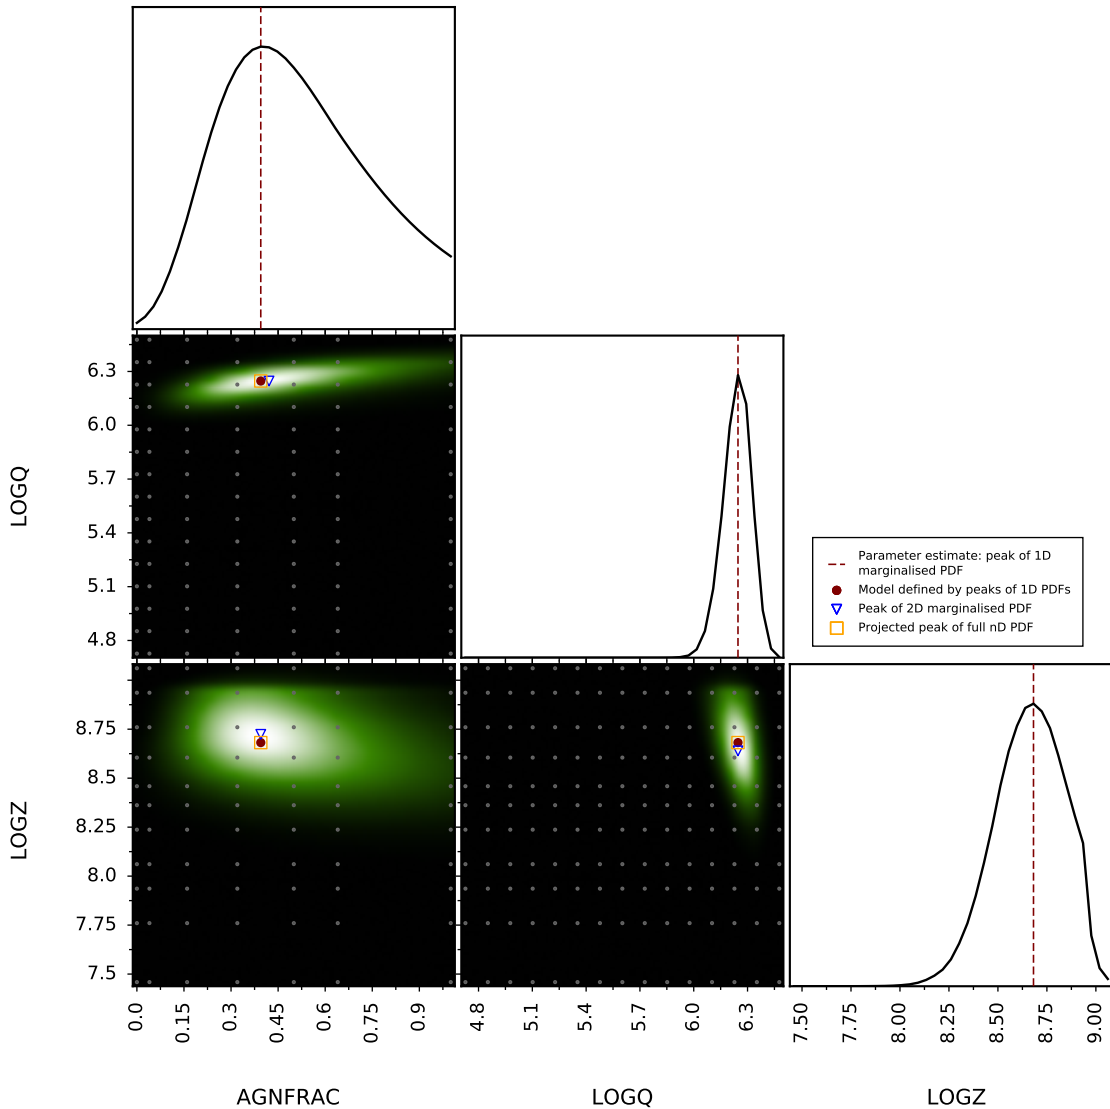 6.3
6.0
5.7
5.4
5.1
4.8
LOGQ
Parameter estimate: peak of 1D
marginalised PDF
Model defined by peaks of 1D PDFs
Peak of 2D marginalised PDF
Projected peak of full nD PDF
8.75
8.5
8.25
8.0
7.75
7.5
LOGZ
0.0 0.15 0.3 0.45 0.6 0.75 0.9
4.8 5.1 5.4 5.7 6.0 6.3
7.50 7.75 8.00 8.25 8.50 8.75 9.00
AGNFRAC
LOGQ
LOGZ